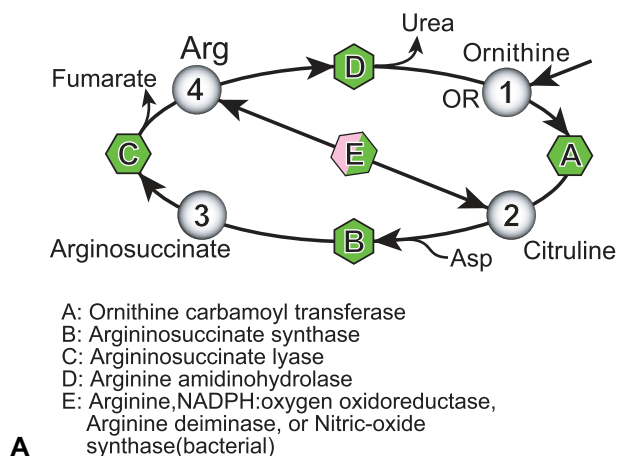 Urea
Arg
Ornithine
Fumarate
D
4
OR
1
C
E
A
3
2
B
Arginosuccinate
Asp
Citruline
A: Ornithine carbamoyl transferase
B: Argininosuccinate synthase
C: Argininosuccinate lyase
D: Arginine amidinohydrolase
E: Arginine,NADPH:oxygen oxidoreductase,
Arginine deiminase, or Nitric-oxide
synthase(bacterial)
A